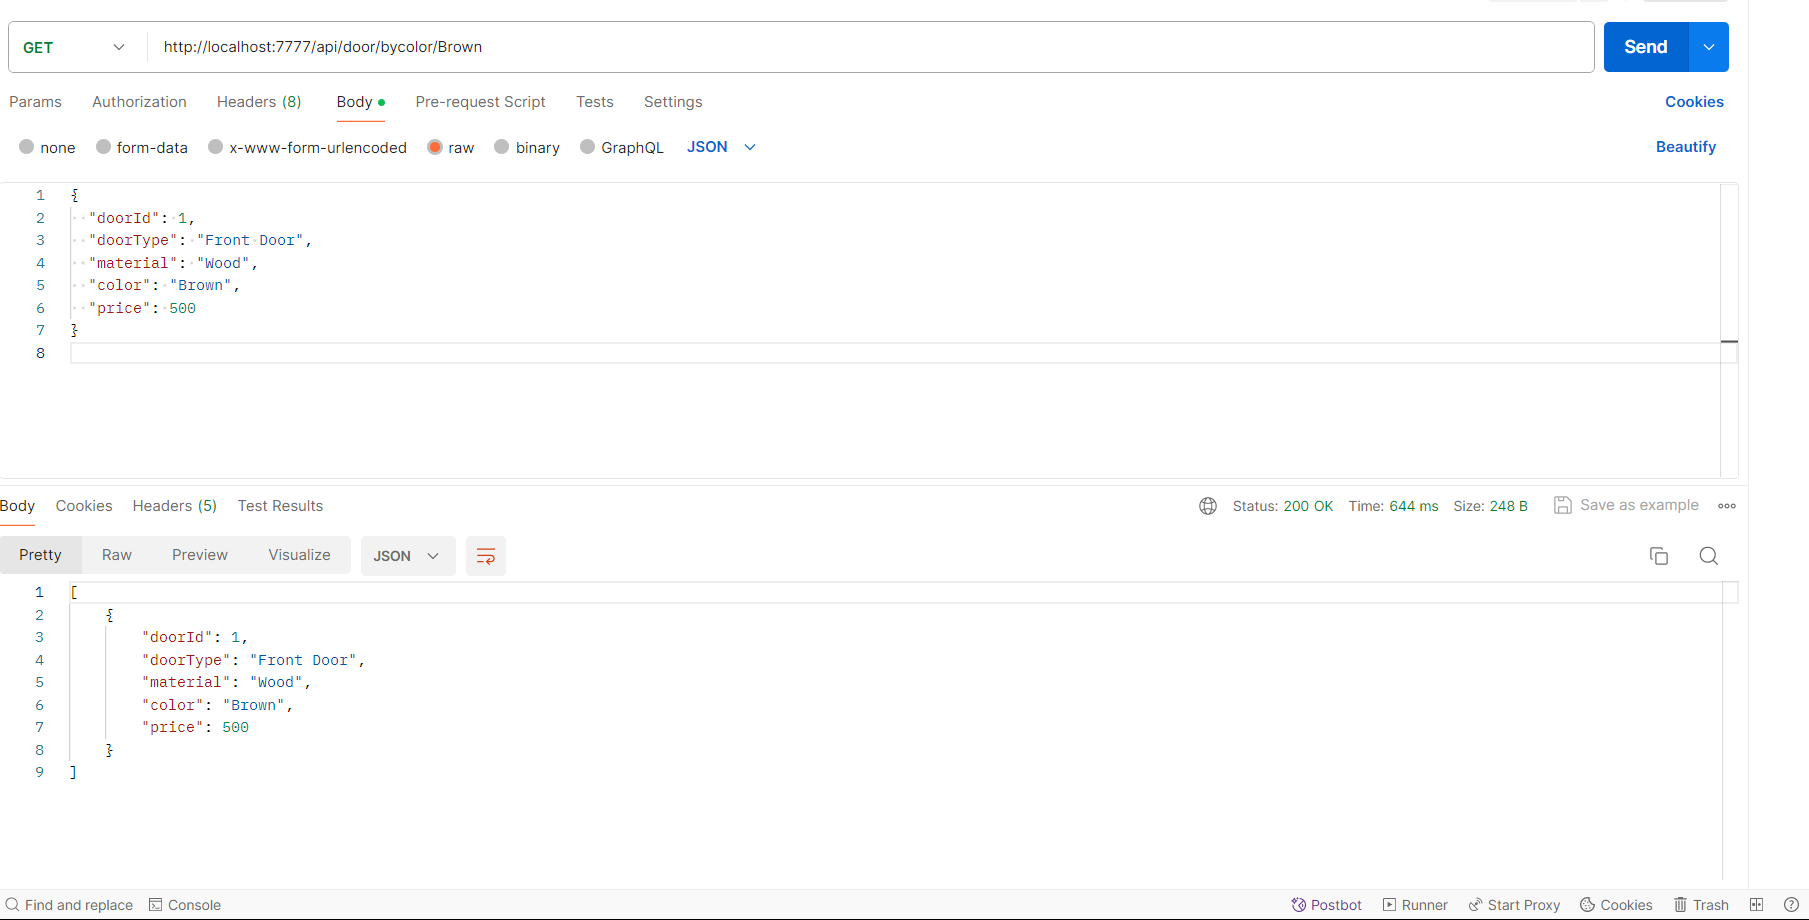 GET http://localhost:7777/api/door/bycolor/Brown Send
Params Authorization Headers (8) Body Pre-request Script Tests Settings Cookies
none form-data x-www-form-urlencoded raw binary GraphQL JSON Beautify
1 {
2 "doorId": 1,
3 "doorType": "Front Door",
4 "material": "Wood",
5 "color": "Brown",
6 "price": 500
7 }
8
Body Cookies Headers (5) Test Results Status: 200 OK Time: 644 ms Size: 248 B Save as example
Pretty Raw Preview Visualize JSON
1 [
2 {
3 "doorId": 1,
4 "doorType": "Front Door",
5 "material": "Wood",
6 "color": "Brown",
7 "price": 500
8 }
9 ]
Find and replace Console Postbot Runner Start Proxy Cookies Trash